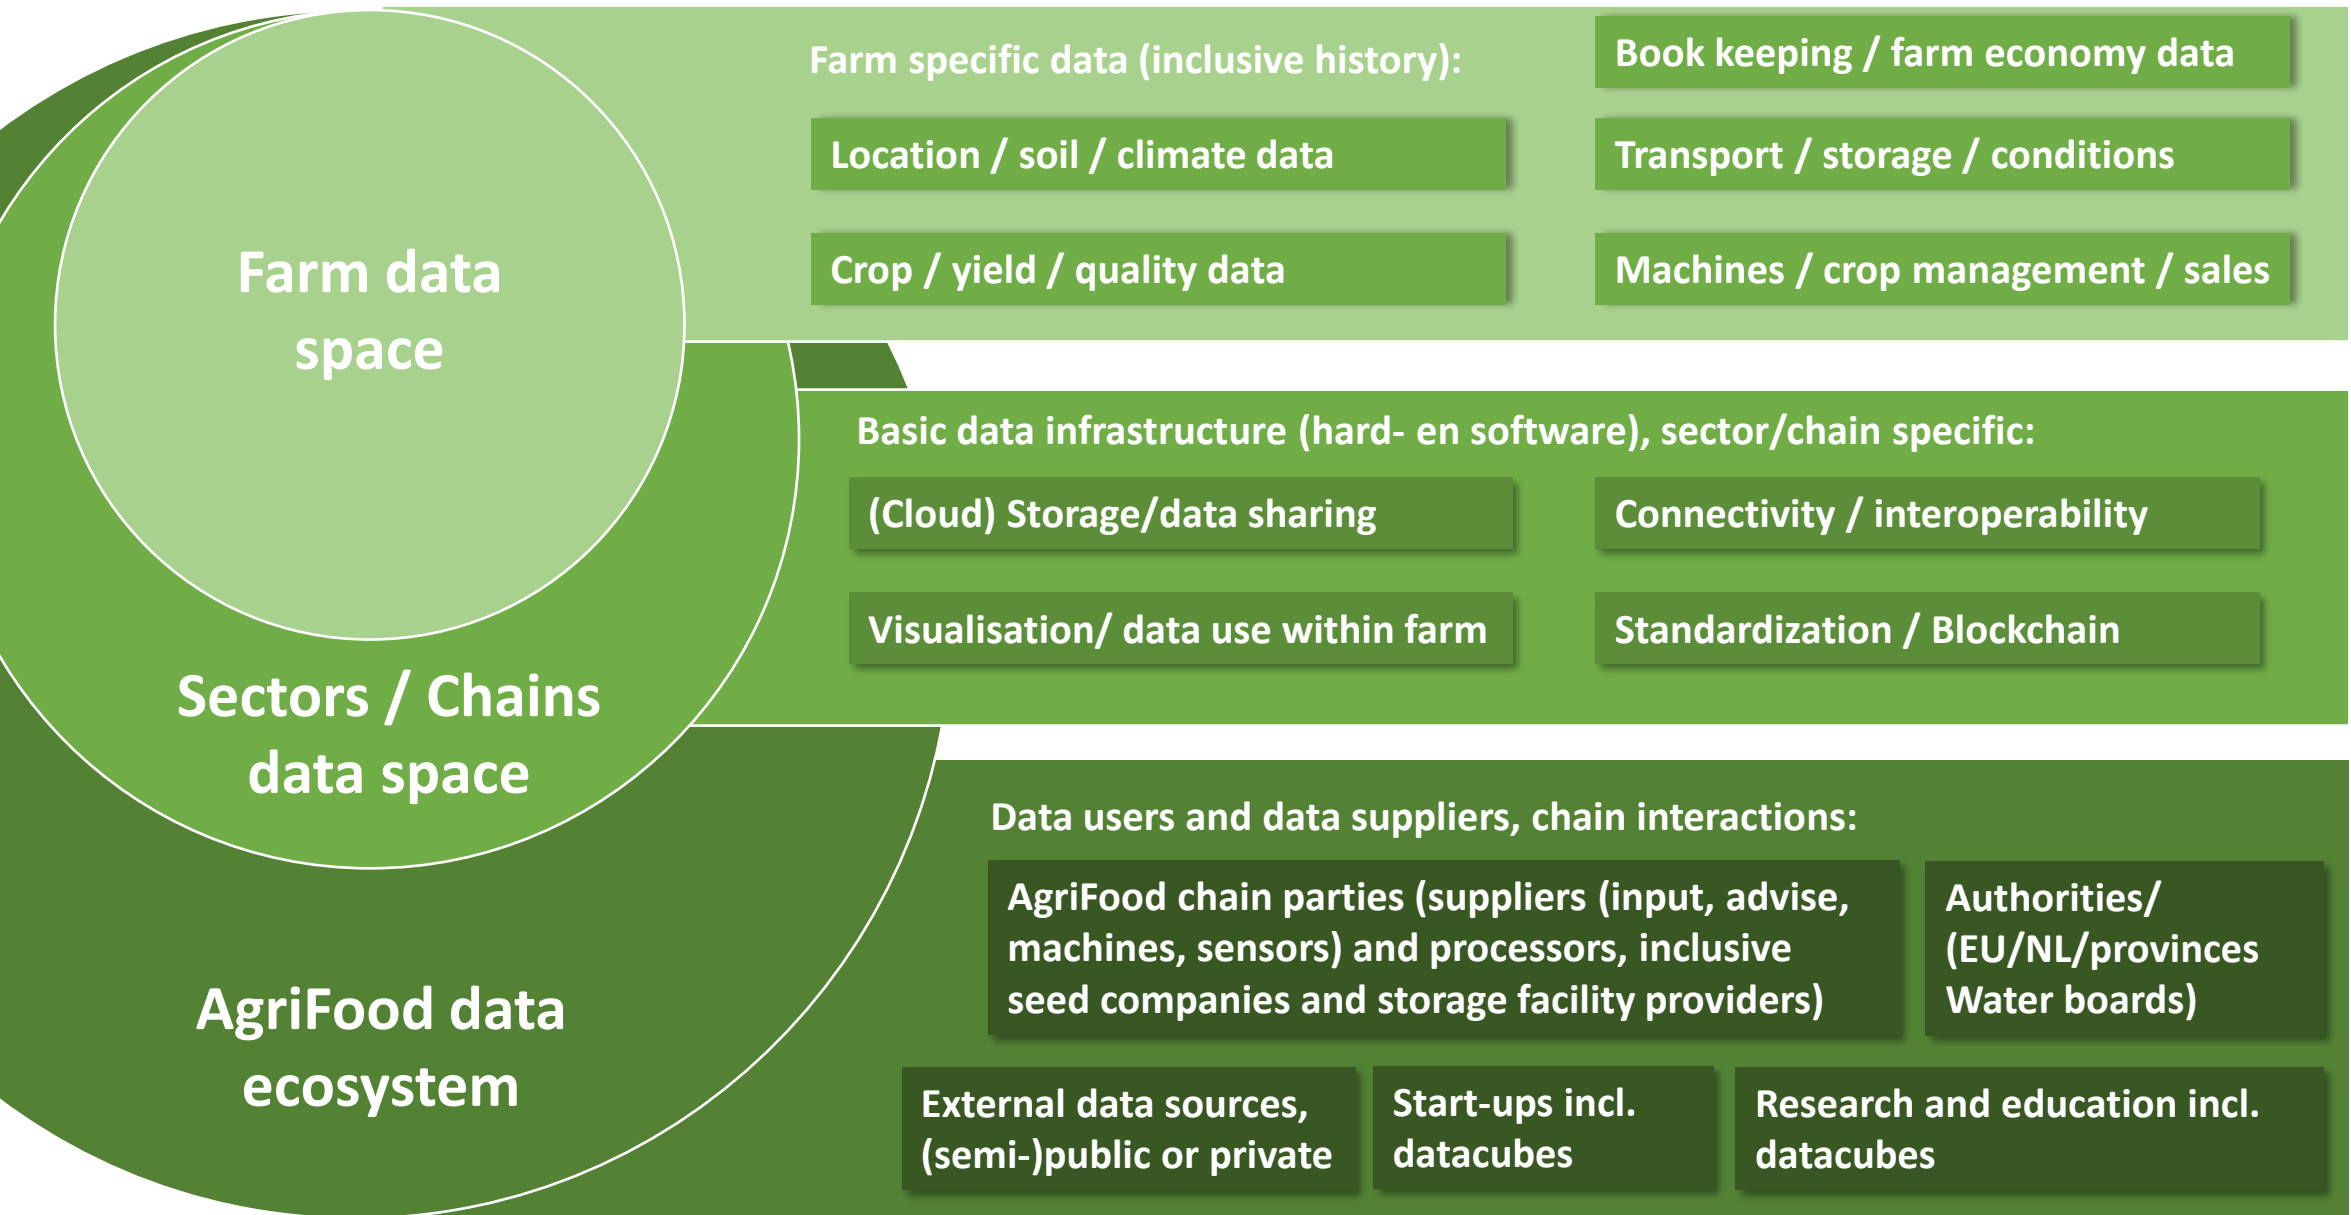 Farm data
space
Farm specific data (inclusive history):
Book keeping / farm economy data
Location / soil / climate data
Transport / storage / conditions
Crop / yield / quality data
Machines / crop management / sales
Sectors / Chains
data space
Basic data infrastructure (hard- en software), sector/chain specific:
(Cloud) Storage/data sharing
Connectivity / interoperability
Visualisation/ data use within farm
Standardization / Blockchain
AgriFood data
ecosystem
Data users and data suppliers, chain interactions:
AgriFood chain parties (suppliers (input, advise,
machines, sensors) and processors, inclusive
seed companies and storage facility providers)
Authorities/
(EU/NL/provinces
Water boards)
External data sources,
(semi-)public or private
Start-ups incl.
datacubes
Research and education incl.
datacubes